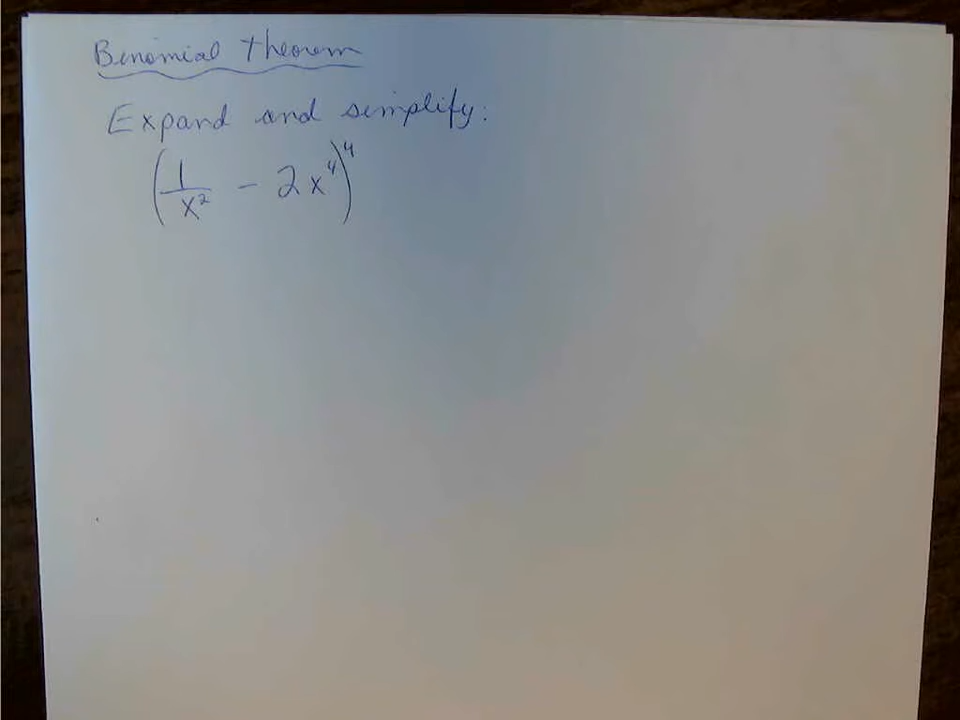 Binomial Theorem
Expand and simplify:
(1/x² - 2x⁴)⁴